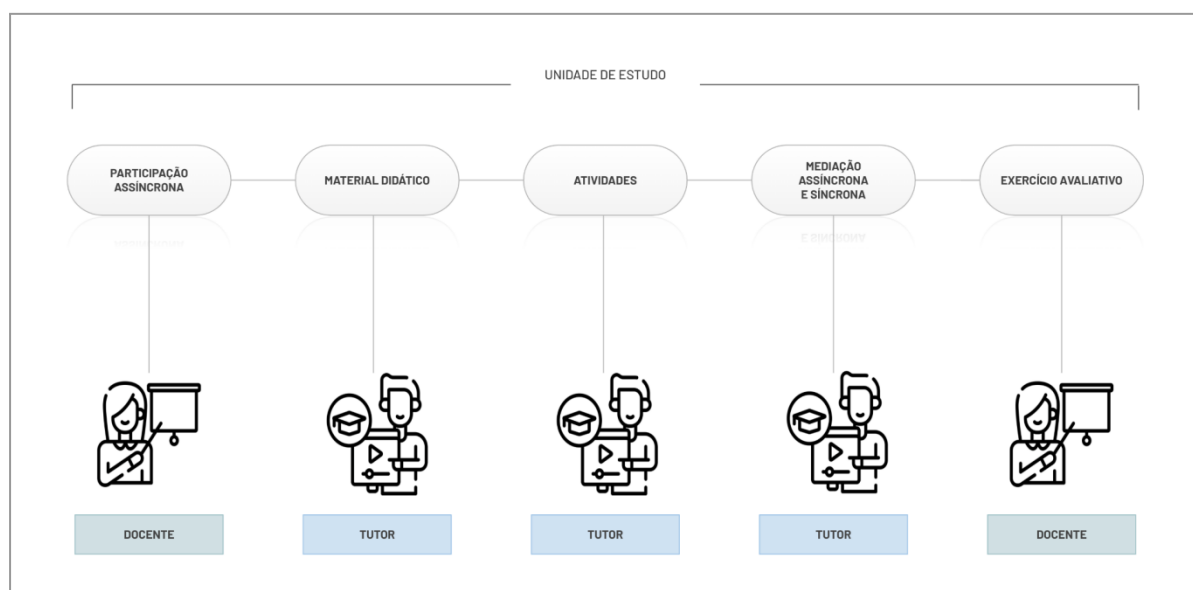 UNIDADE DE ESTUDO
PARTICIPAÇÃO
ASSÍNCRONA
MATERIAL DIDÁTICO
ATIVIDADES
MEDIAÇÃO
ASSÍNCRONA
E SÍNCRONA
EXERCÍCIO AVALIATIVO
DOCENTE
TUTOR
TUTOR
TUTOR
DOCENTE